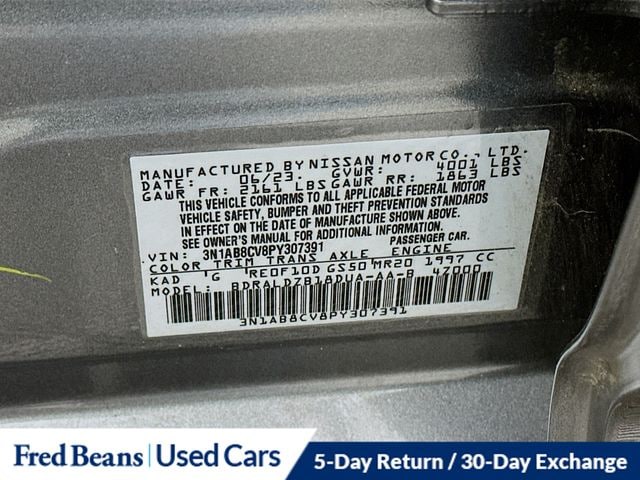 MANUFACTURED BY NISSAN MOTOR CO., LTD.
DATE: 06/23. GVWR: 4001 LBS
GAWR FR: 2161 LBS GAWR RR: 1863 LBS
THIS VEHICLE CONFORMS TO ALL APPLICABLE FEDERAL MOTOR
VEHICLE SAFETY, BUMPER AND THEFT PREVENTION STANDARDS
IN EFFECT ON THE DATE OF MANUFACTURE SHOWN ABOVE.
SEE OWNER'S MANUAL FOR ADDITIONAL INFORMATION.
VIN: 3N1AB8CV8PY307391 PASSENGER CAR.
COLOR TRIM TRANS AXLE ENGINE
KAD G RE0F10D GS50 MR20 1997 CC
BDRALDZB18DUA-AA-B 47000
3N1AB8CV8PY307391
Fred Beans | Used Cars
5-Day Return / 30-Day Exchange